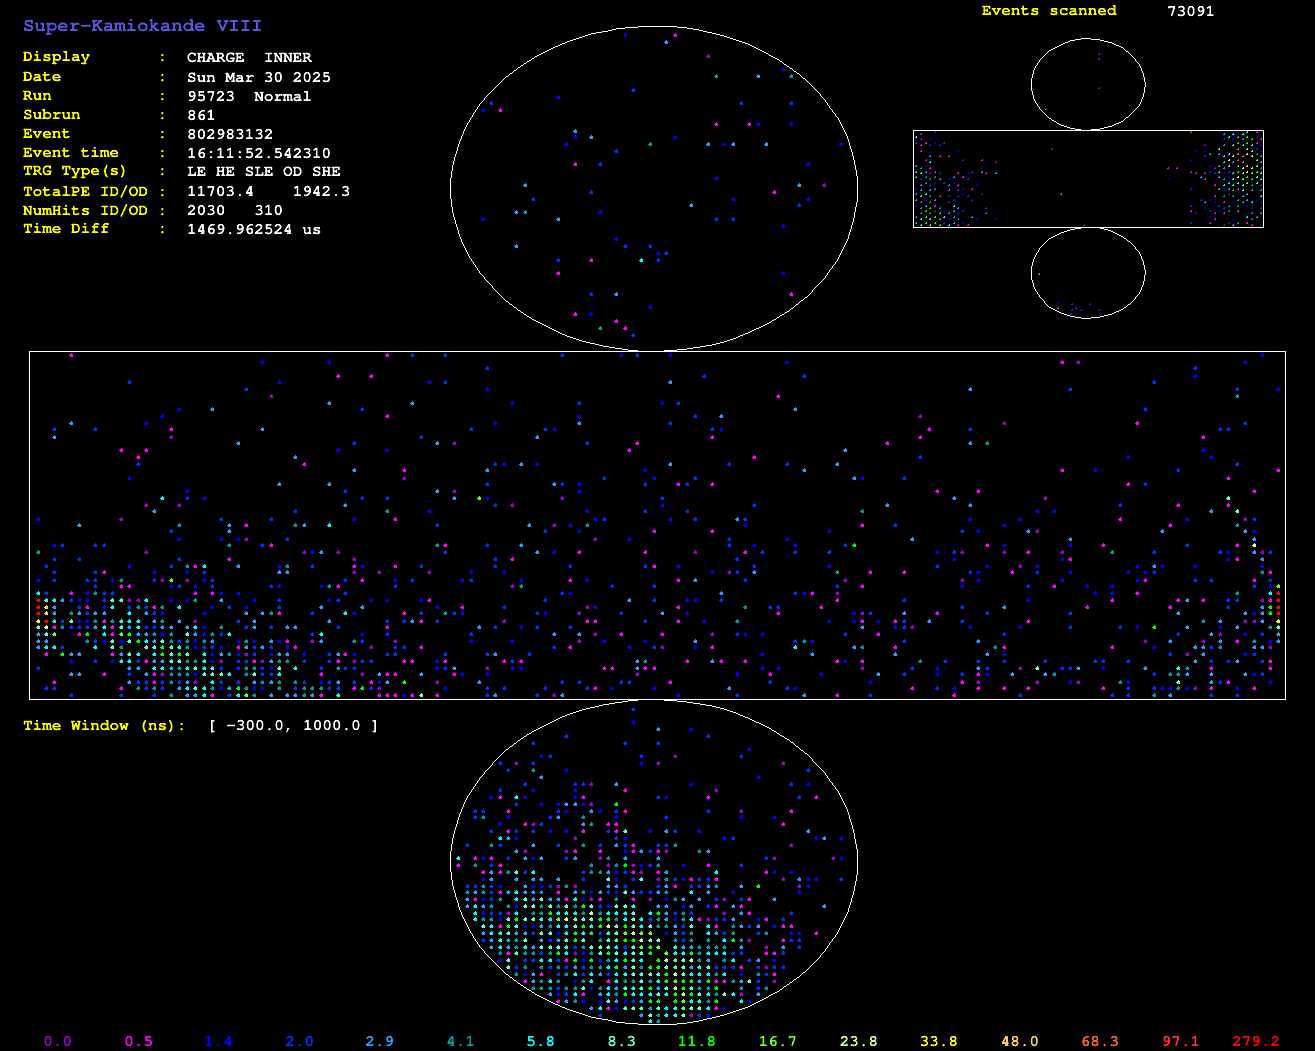 Super-Kamiokande VIII
Events scanned 73091
Display : CHARGE INNER
Date : Sun Mar 30 2025
Run : 95723 Normal
Subrun : 861
Event : 802983132
Event time : 16:11:52.542310
TRG Type(s) : LE HE SLE OD SHE
TotalPE ID/OD : 11703.4 1942.3
NumHits ID/OD : 2030 310
Time Diff : 1469.962524 us
Time Window (ns): [ -300.0, 1000.0 ]
0.0 0.5 1.4 2.0 2.9 4.1 5.8 8.3 11.8 16.7 23.8 33.8 48.0 68.3 97.1 279.2